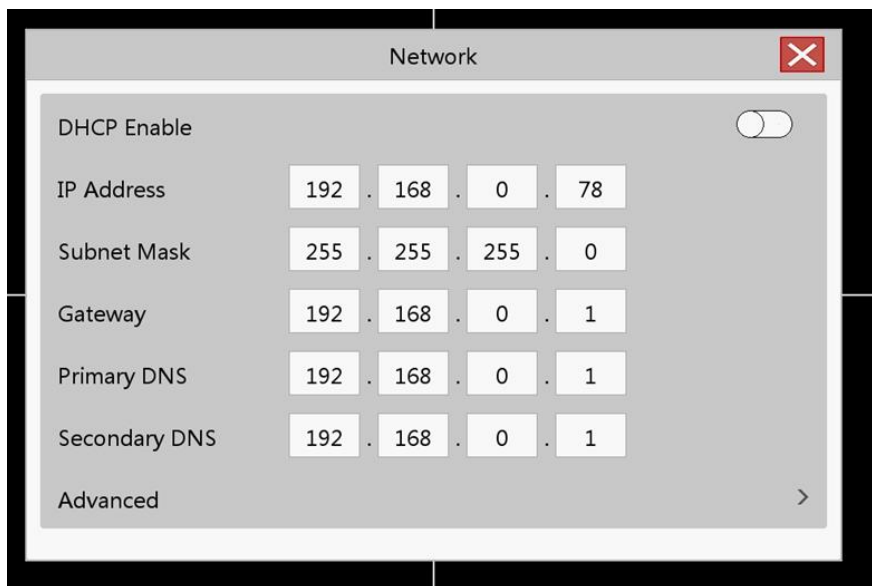 Network
DHCP Enable
IP Address 192 . 168 . 0 . 78
Subnet Mask 255 . 255 . 255 . 0
Gateway 192 . 168 . 0 . 1
Primary DNS 192 . 168 . 0 . 1
Secondary DNS 192 . 168 . 0 . 1
Advanced >